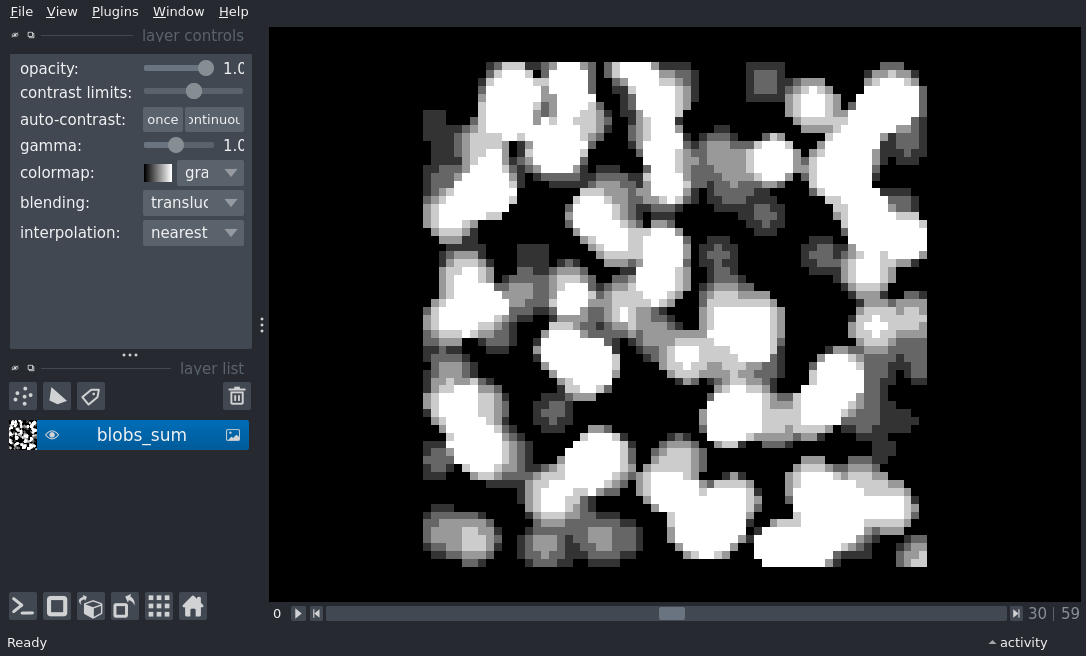 File View Plugins Window Help
layer controls
opacity: 1.0
contrast limits:
auto-contrast: once ontinuou
gamma: 1.0
colormap: gra
blending: transluc
interpolation: nearest
layer list
blobs_sum
0 30 | 59
Ready activity